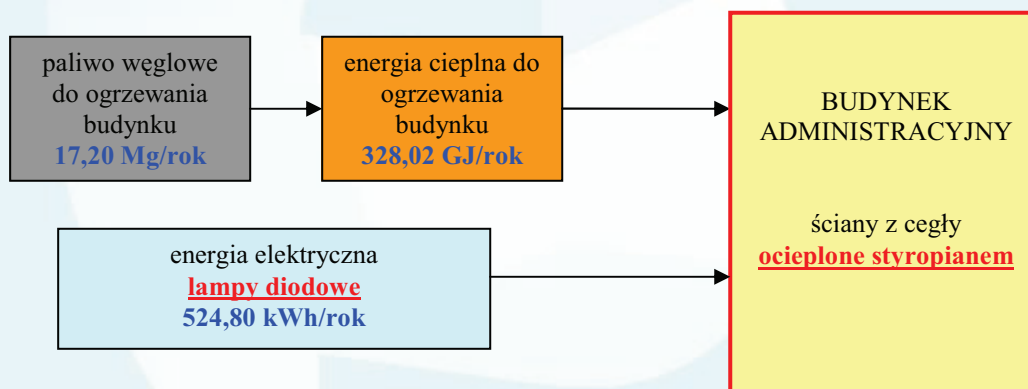 paliwo węglowe
do ogrzewania
budynku
17,20 Mg/rok
energia cieplna do
ogrzewania
budynku
328,02 GJ/rok
BUDYNEK
ADMINISTRACYJNY
ściany z cegły
ocieplone styropianem
energia elektryczna
lampy diodowe
524,80 kWh/rok